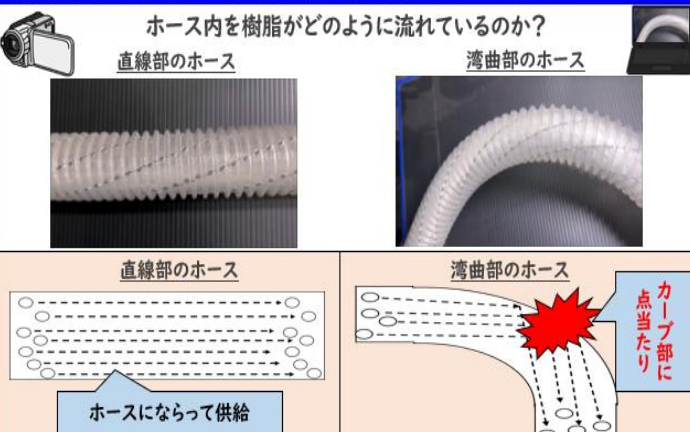 ホース内を樹脂がどのように流れているのか?
直線部のホース
湾曲部のホース
直線部のホース
湾曲部のホース
カーブ部に
点当たり
ホースにならって供給